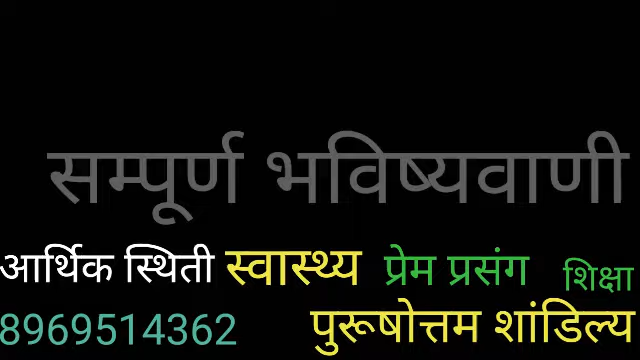 सम्पूर्ण भविष्यवाणी
आर्थिक स्थिती स्वास्थ्य प्रेम प्रसंग शिक्षा
8969514362 पुरूषोत्तम शांडिल्य